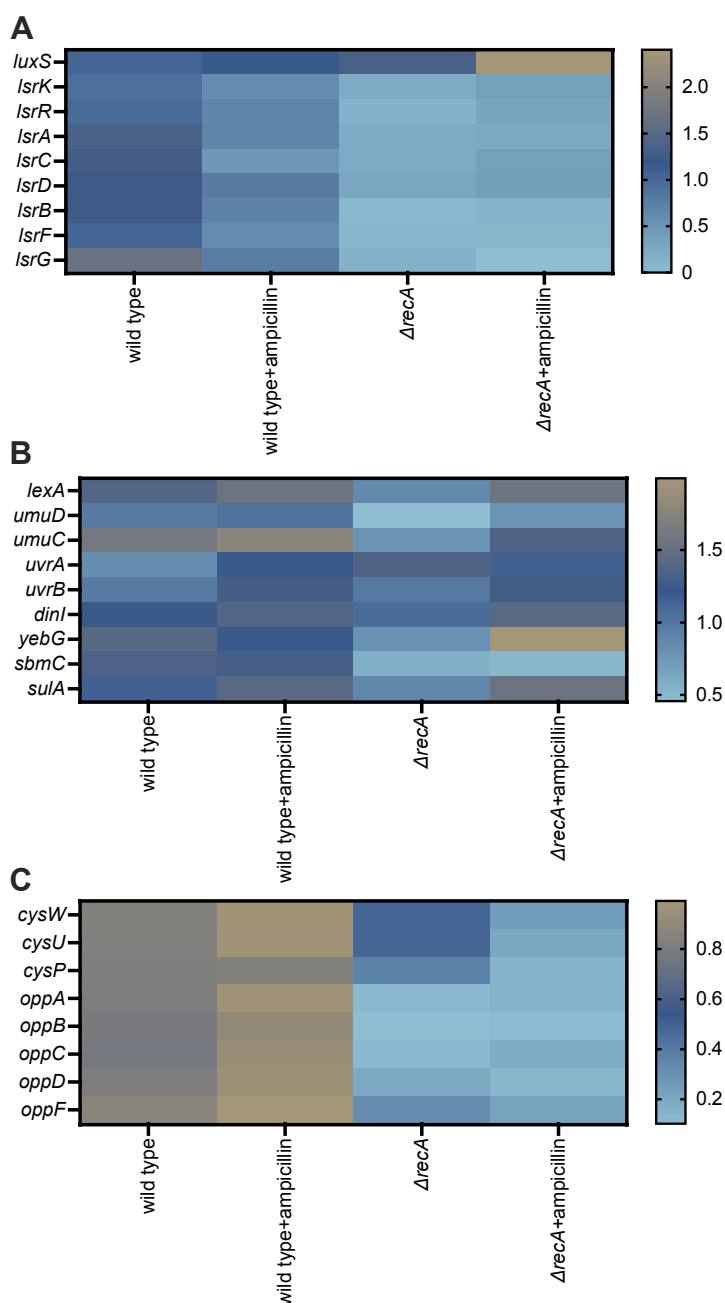 A
luxS
lsrK
lsrR
lsrA
lsrC
lsrD
lsrB
lsrF
lsrG
2.0
1.5
1.0
0.5
0
wild type
wild type+ampicillin
ΔrecA
ΔrecA+ampicillin
B
lexA
umuD
umuC
uvrA
uvrB
dinI
yebG
sbmC
sulA
1.5
1.0
0.5
wild type
wild type+ampicillin
ΔrecA
ΔrecA+ampicillin
C
cysW
cysU
cysP
oppA
oppB
oppC
oppD
oppF
0.8
0.6
0.4
0.2
wild type
wild type+ampicillin
ΔrecA
ΔrecA+ampicillin